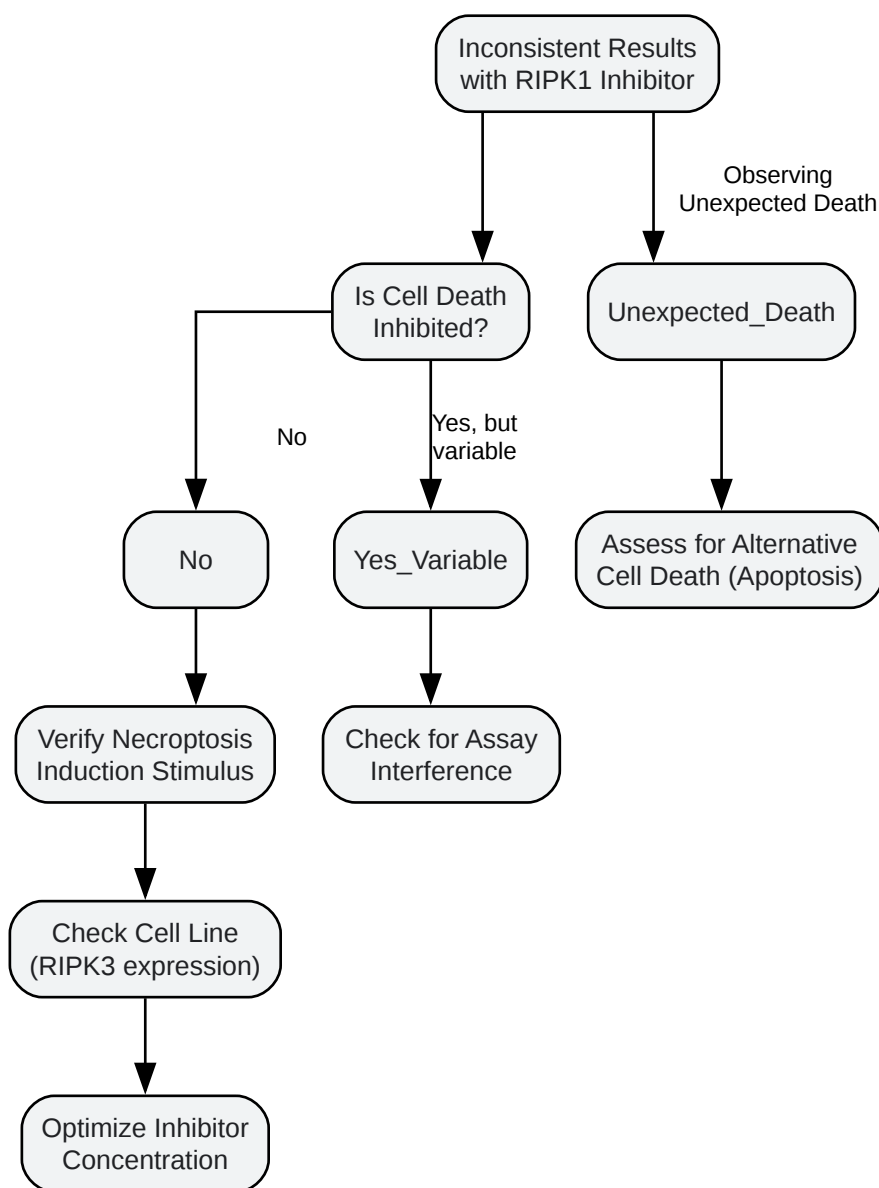 Inconsistent Results
with RIPK1 Inhibitor
Observing
Unexpected Death
Is Cell Death
Inhibited?
Unexpected_Death
No
Yes, but
variable
No
Yes_Variable
Assess for Alternative
Cell Death (Apoptosis)
Verify Necroptosis
Induction Stimulus
Check for Assay
Interference
Check Cell Line
(RIPK3 expression)
Optimize Inhibitor
Concentration